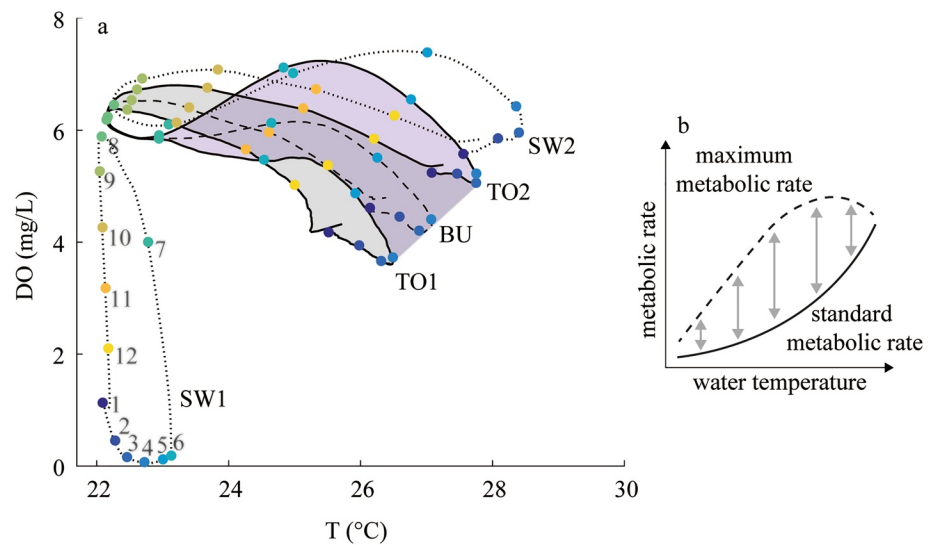 a
8
6
4
2
0
DO (mg/L)
22
24
26
28
30
T (°C)
8
9
10
11
12
1
2
3
4
5
6
7
SW1
SW2
TO2
BU
TO1
b
maximum
metabolic rate
metabolic rate
standard
metabolic rate
water temperature